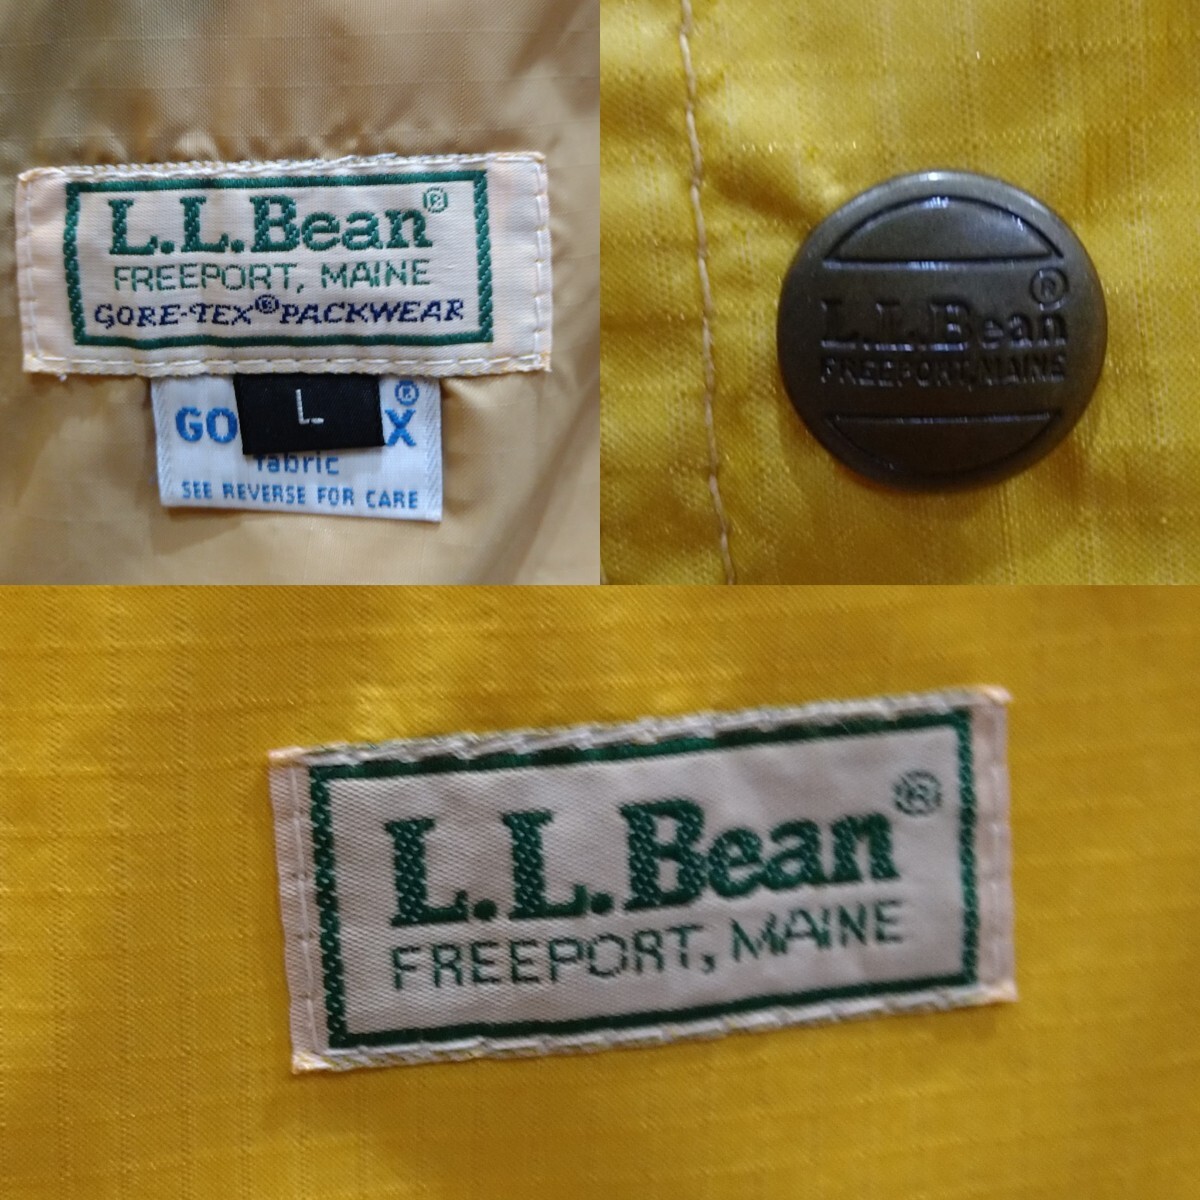 L.L.Bean®
FREEPORT, MAINE
GORE-TEX® PACKWEAR
GO L X®
fabric
SEE REVERSE FOR CARE
L.L.Bean®
FREEPORT, MAINE
L.L.Bean®
FREEPORT, MAINE